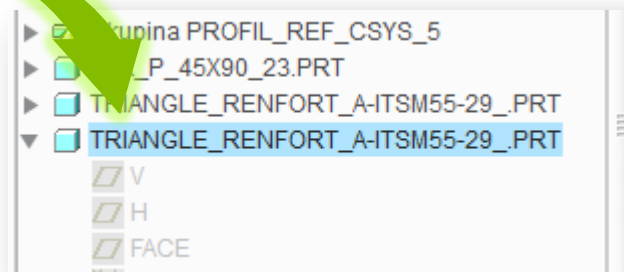 kupina PROFIL_REF_CSYS_5
_P_45X90_23.PRT
TRIANGLE_RENFORT_A-ITSM55-29_.PRT
TRIANGLE_RENFORT_A-ITSM55-29_.PRT
V
H
FACE